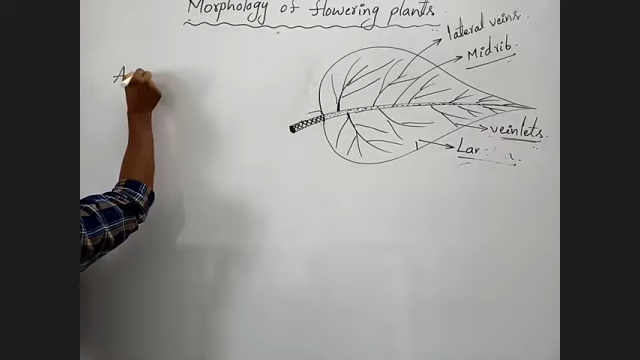 Morphology of flowering plants
lateral veins
Midrib
veinlets
A